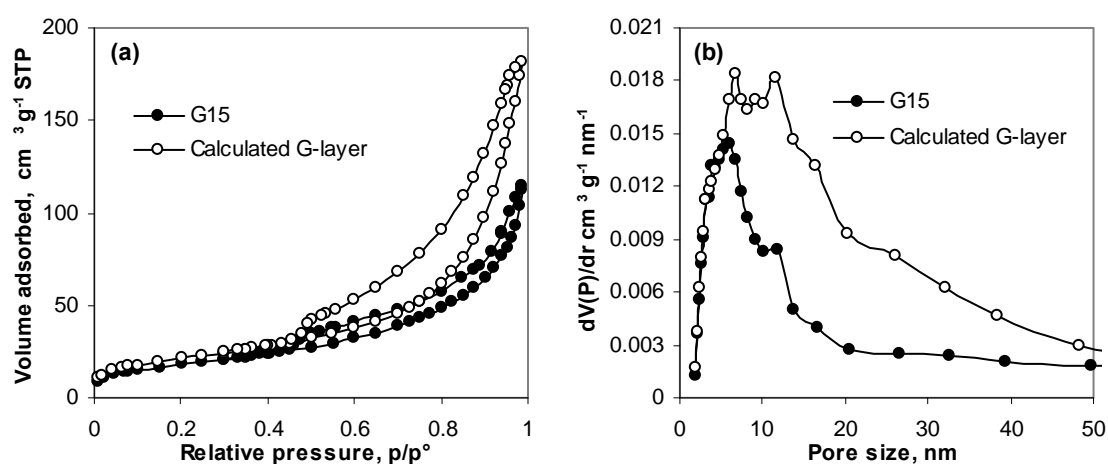 (a)
G15
Calculated G-layer
Volume adsorbed, cm ³ g⁻¹ STP
200
150
100
50
0
0 0.2 0.4 0.6 0.8 1
Relative pressure, p/p°
(b)
G15
Calculated G-layer
dV(P)/dr cm ³ g⁻¹ nm⁻¹
0.021
0.018
0.015
0.012
0.009
0.006
0.003
0.000
0 10 20 30 40 50
Pore size, nm